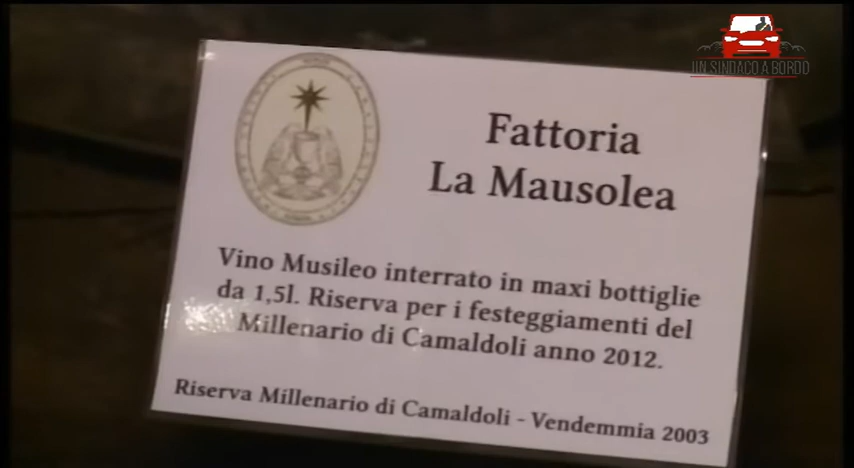 UN SINDACO A BORDO
Fattoria
La Mausolea
Vino Musileo interrato in maxi bottiglie
da 1,5l. Riserva per i festeggiamenti del
Millenario di Camaldoli anno 2012.
Riserva Millenario di Camaldoli - Vendemmia 2003